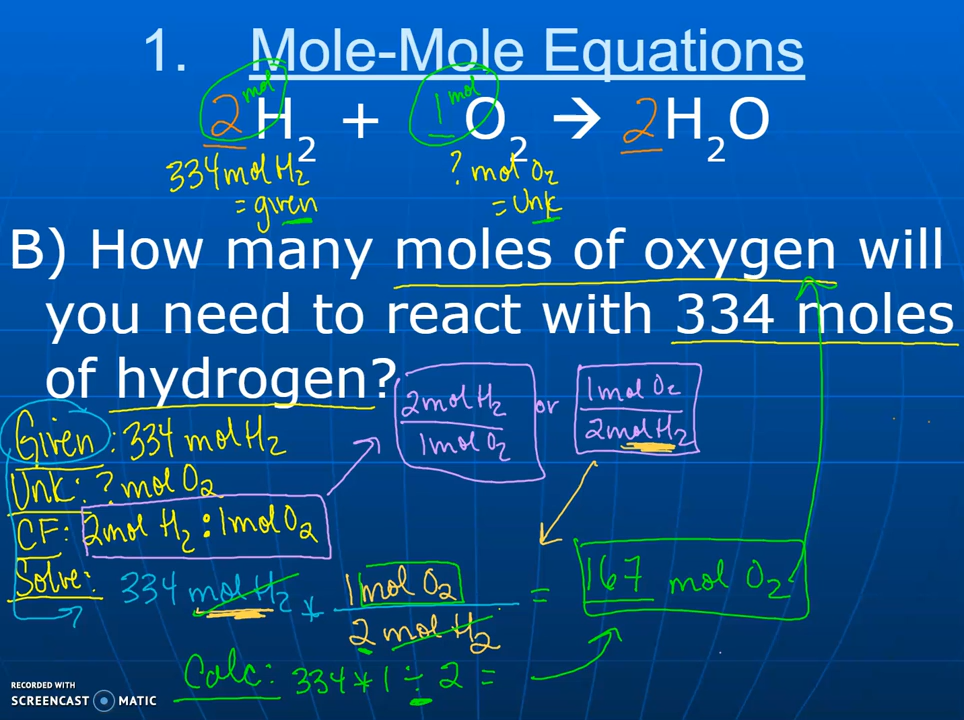 1. Mole-Mole Equations
2 mol H₂ + 1 mol O₂ → 2H₂O
334 mol H₂ ? mol O₂
= given = Unk
B) How many moles of oxygen will
you need to react with 334 moles
of hydrogen?
2 mol H₂ / 1 mol O₂ or 1 mol O₂ / 2 mol H₂
Given: 334 mol H₂
Unk: ? mol O₂
CF: 2 mol H₂ : 1 mol O₂
Solve: 334 mol H₂ * 1 mol O₂ / 2 mol H₂ = 167 mol O₂
Calc: 334 * 1 ÷ 2 =
RECORDED WITH
SCREENCAST MATIC